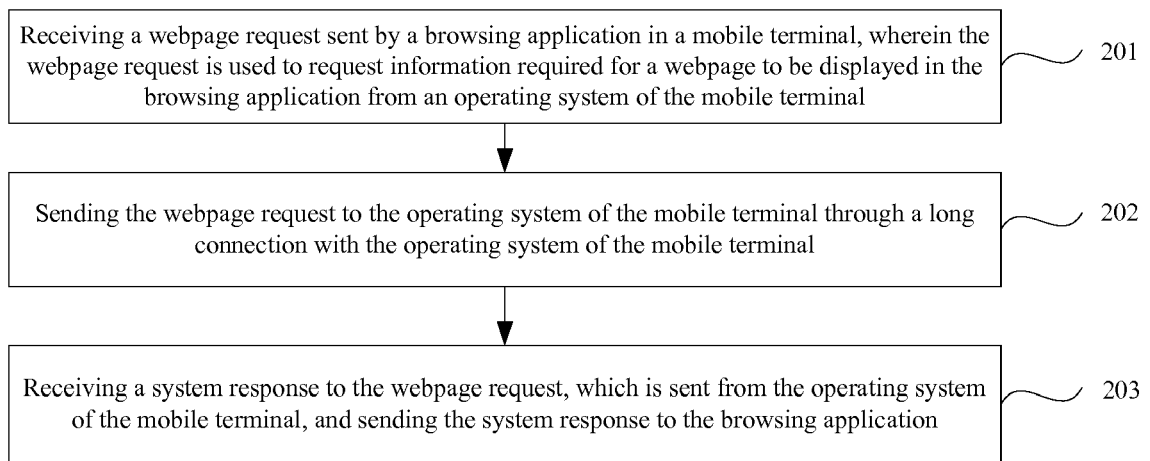 Receiving a webpage request sent by a browsing application in a mobile terminal, wherein the
webpage request is used to request information required for a webpage to be displayed in the
browsing application from an operating system of the mobile terminal
201
Sending the webpage request to the operating system of the mobile terminal through a long
connection with the operating system of the mobile terminal
202
Receiving a system response to the webpage request, which is sent from the operating system
of the mobile terminal, and sending the system response to the browsing application
203